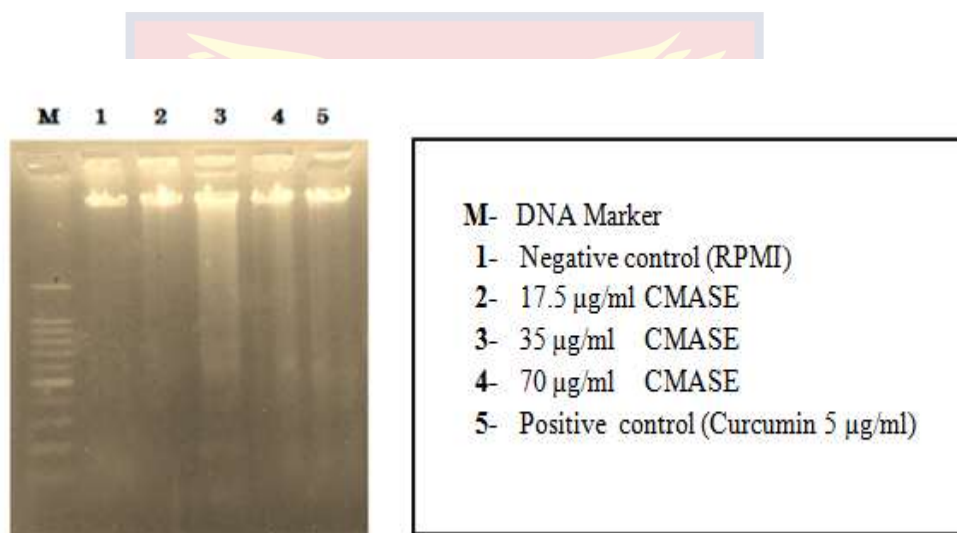 M 1 2 3 4 5
M- DNA Marker
1- Negative control (RPMI)
2- 17.5 µg/ml CMASE
3- 35 µg/ml CMASE
4- 70 µg/ml CMASE
5- Positive control (Curcumin 5 µg/ml)